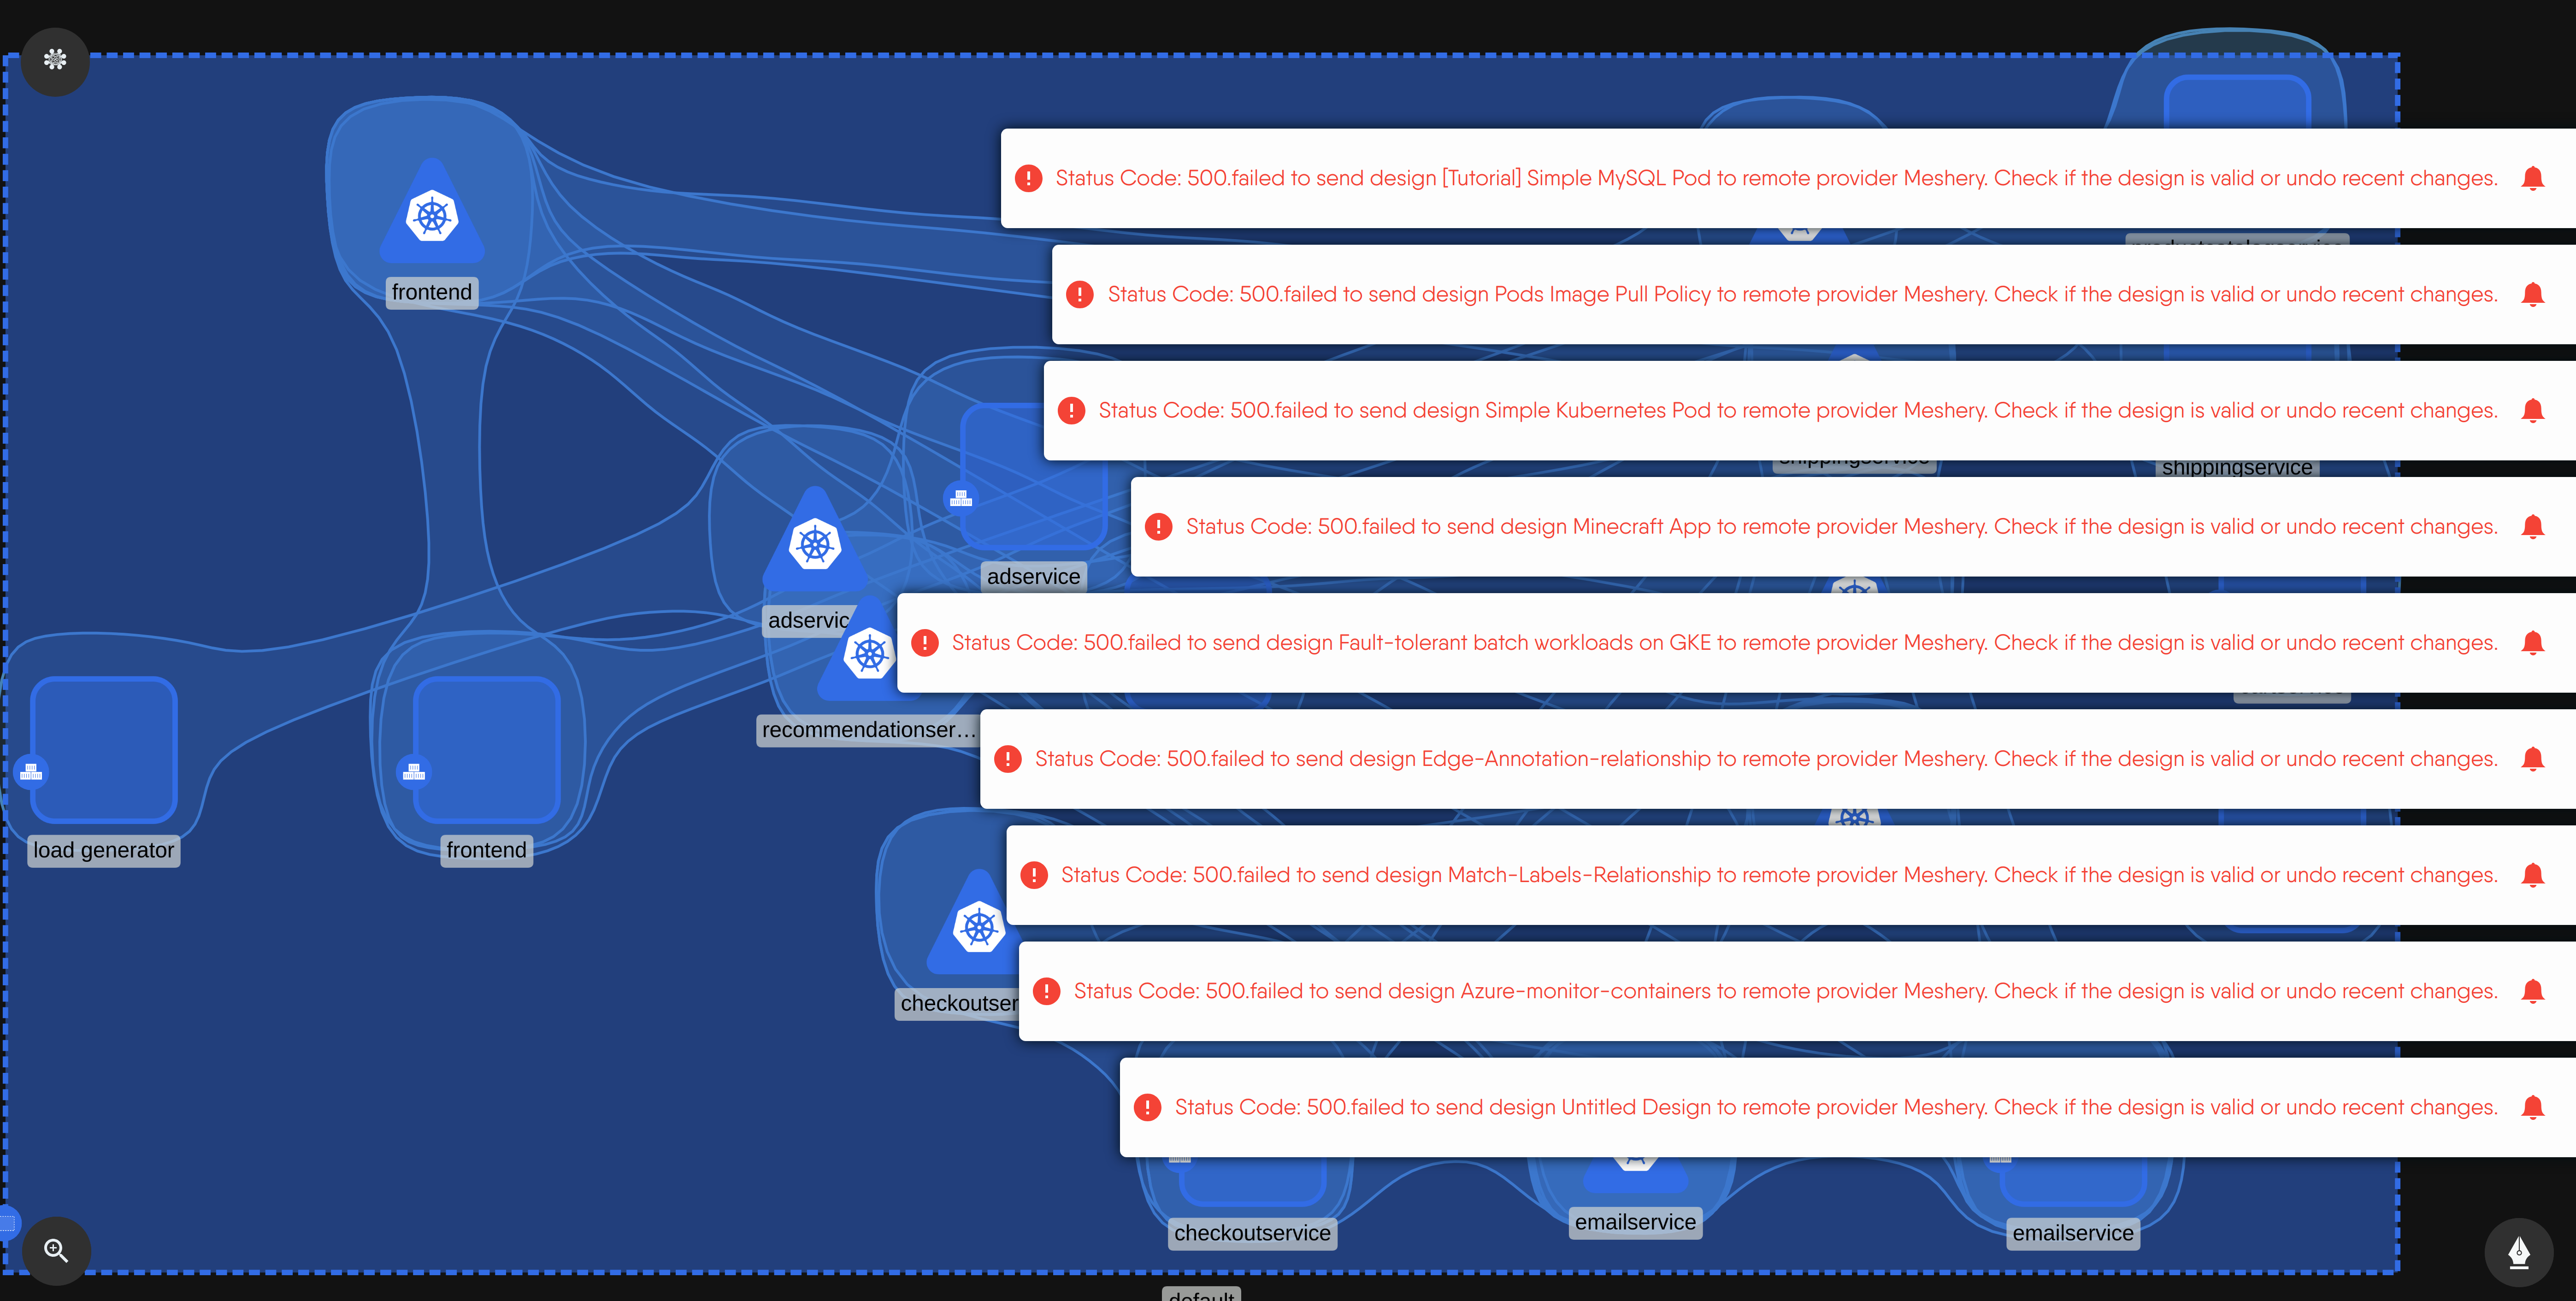 Status Code: 500.failed to send design [Tutorial] Simple MySQL Pod to remote provider Meshery. Check if the design is valid or undo recent changes.
frontend
Status Code: 500.failed to send design Pods Image Pull Policy to remote provider Meshery. Check if the design is valid or undo recent changes.
Status Code: 500.failed to send design Simple Kubernetes Pod to remote provider Meshery. Check if the design is valid or undo recent changes.
shippingservice
shippingservice
Status Code: 500.failed to send design Minecraft App to remote provider Meshery. Check if the design is valid or undo recent changes.
adservice
adservic
Status Code: 500.failed to send design Fault-tolerant batch workloads on GKE to remote provider Meshery. Check if the design is valid or undo recent changes.
recommendationser...
Status Code: 500.failed to send design Edge-Annotation-relationship to remote provider Meshery. Check if the design is valid or undo recent changes.
load generator
frontend
Status Code: 500.failed to send design Match-Labels-Relationship to remote provider Meshery. Check if the design is valid or undo recent changes.
Status Code: 500.failed to send design Azure-monitor-containers to remote provider Meshery. Check if the design is valid or undo recent changes.
checkoutser
Status Code: 500.failed to send design Untitled Design to remote provider Meshery. Check if the design is valid or undo recent changes.
checkoutservice
emailservice
emailservice
default